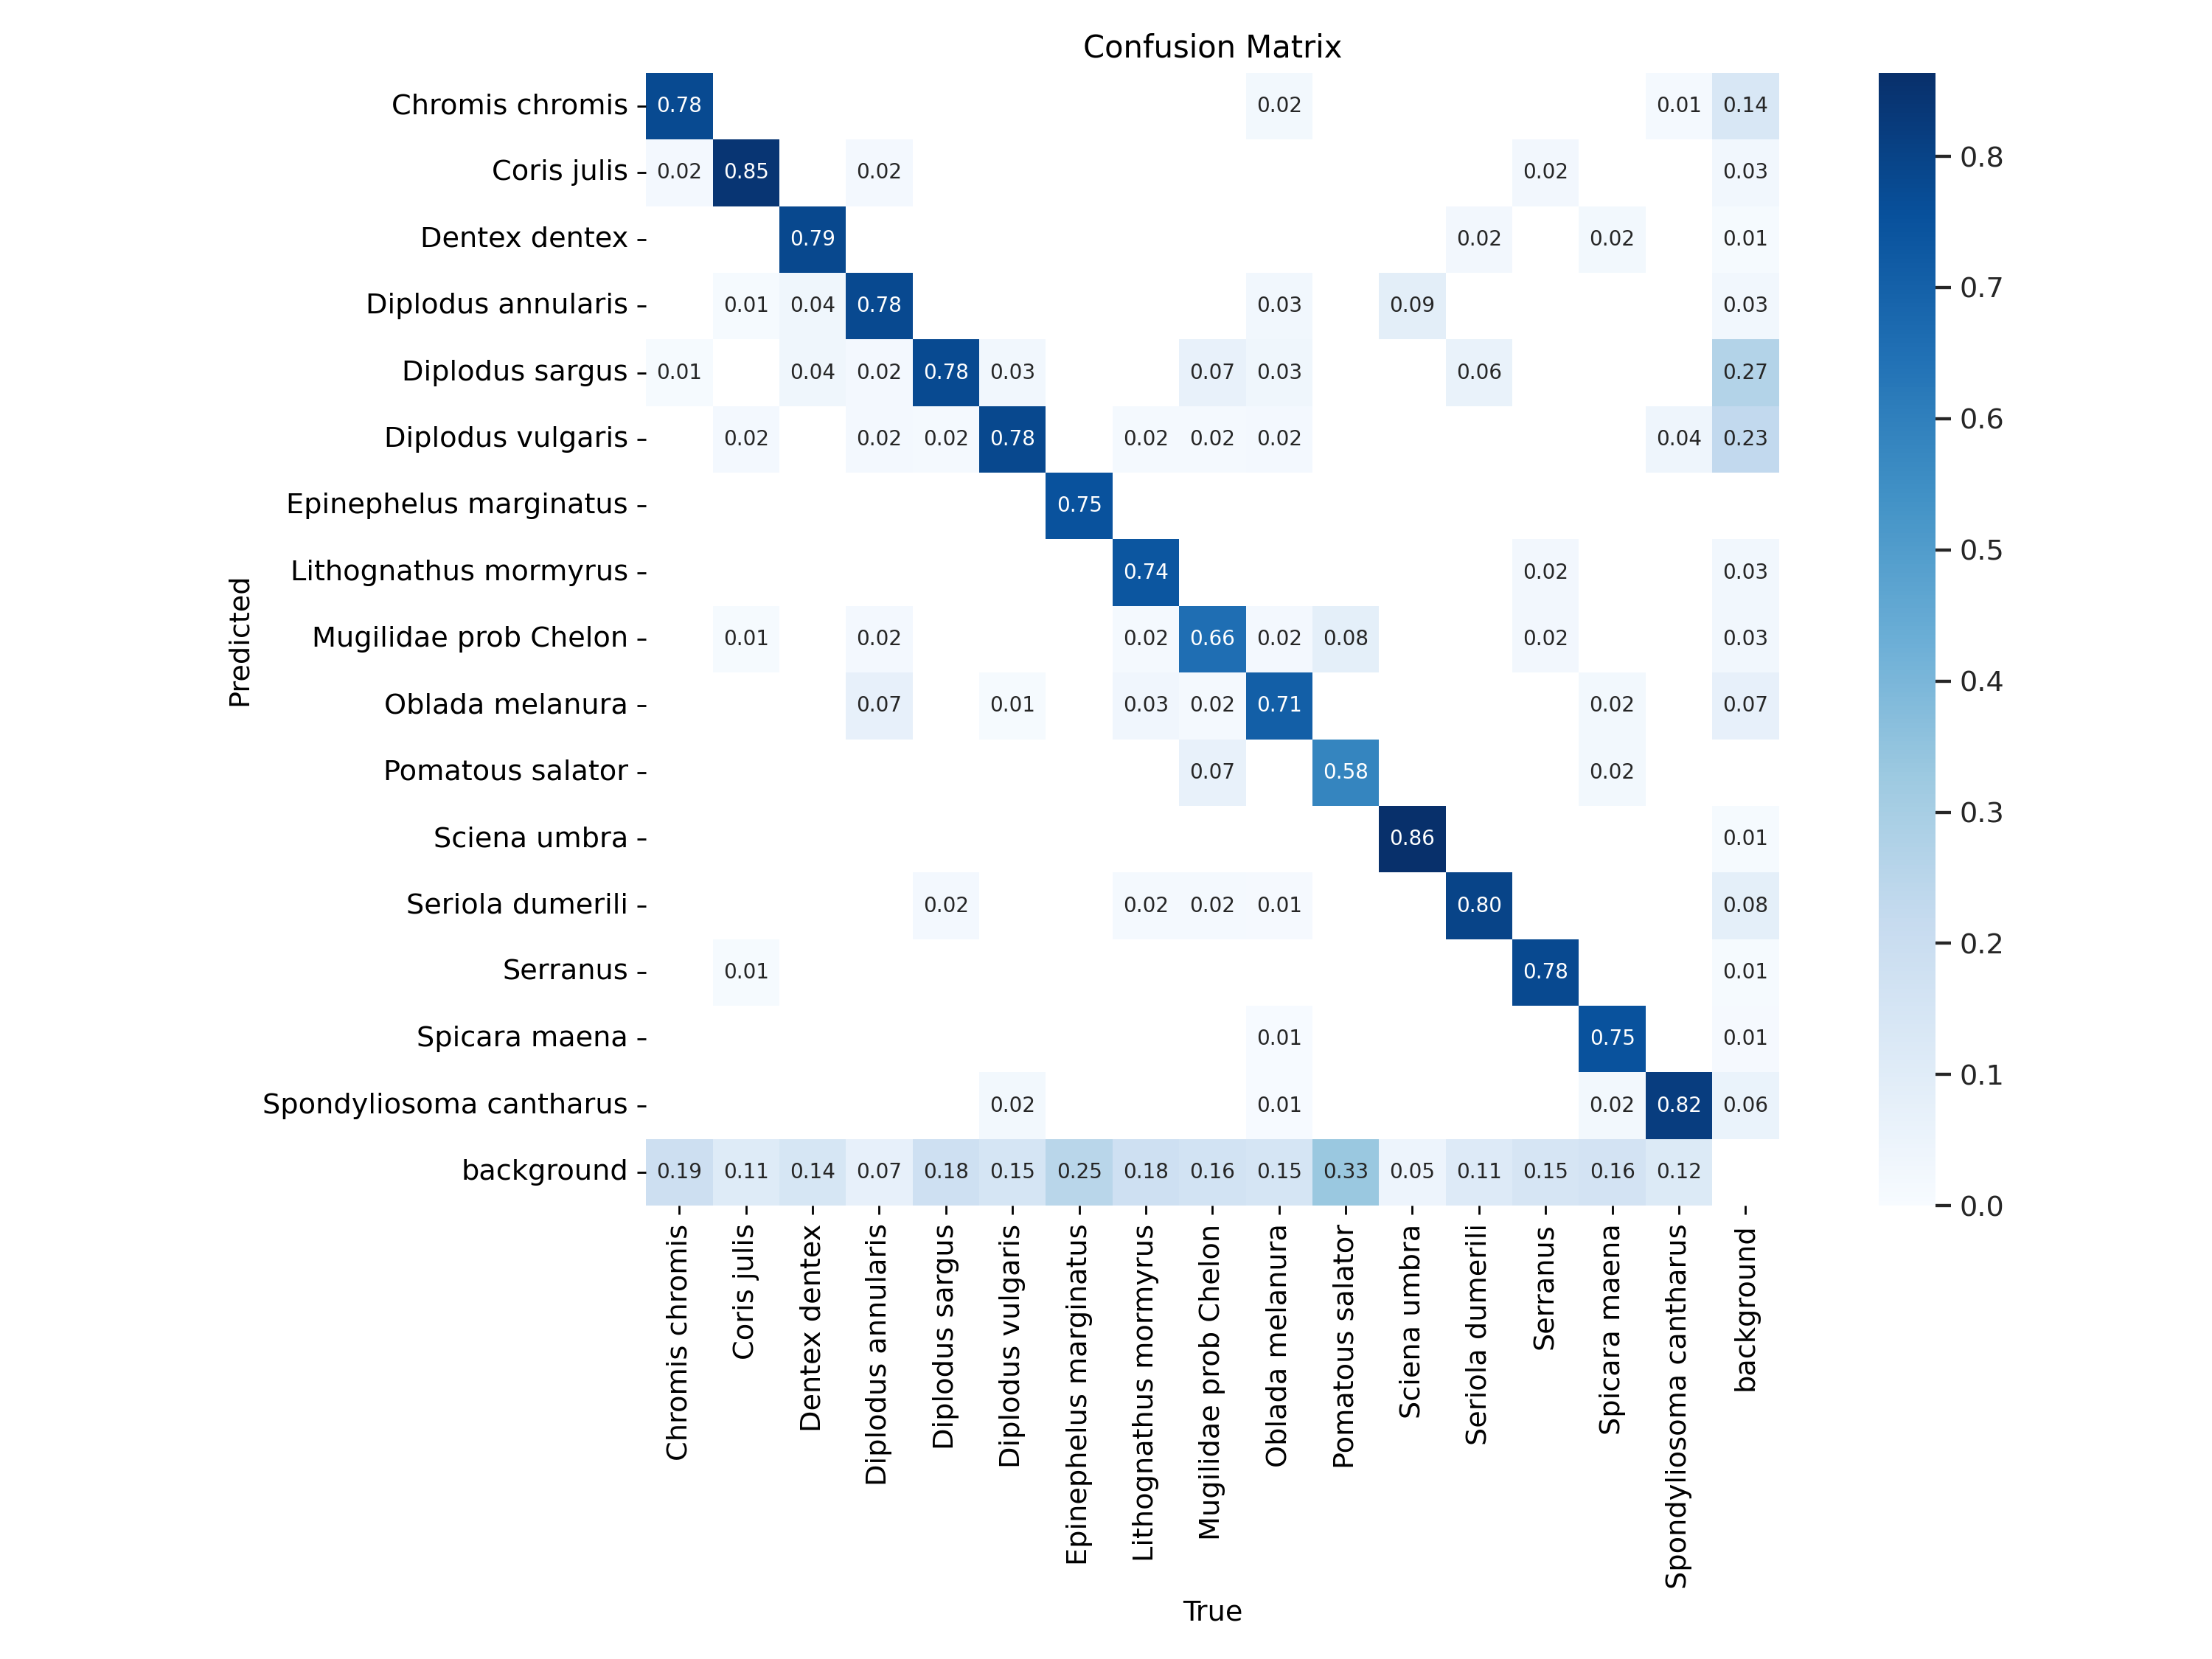 Confusion Matrix
Chromis chromis 0.78 0.02 0.01 0.14
Coris julis 0.02 0.85 0.02 0.02 0.03
Dentex dentex 0.79 0.02 0.02 0.01
Diplodus annularis 0.01 0.04 0.78 0.03 0.09 0.03
Diplodus sargus 0.01 0.04 0.02 0.78 0.03 0.07 0.03 0.06 0.27
Diplodus vulgaris 0.02 0.02 0.02 0.78 0.02 0.02 0.02 0.04 0.23
Epinephelus marginatus 0.75
Lithognathus mormyrus 0.74 0.02 0.03
Mugilidae prob Chelon 0.01 0.02 0.02 0.66 0.02 0.08 0.02 0.03
Oblada melanura 0.07 0.01 0.03 0.02 0.71 0.02 0.07
Pomatous salator 0.07 0.58 0.02
Sciena umbra 0.86 0.01
Seriola dumerili 0.02 0.02 0.02 0.01 0.80 0.08
Serranus 0.01 0.78 0.01
Spicara maena 0.01 0.75 0.01
Spondyliosoma cantharus 0.02 0.01 0.02 0.82 0.06
background 0.19 0.11 0.14 0.07 0.18 0.15 0.25 0.18 0.16 0.15 0.33 0.05 0.11 0.15 0.16 0.12
Predicted
Chromis chromis
Coris julis
Dentex dentex
Diplodus annularis
Diplodus sargus
Diplodus vulgaris
Epinephelus marginatus
Lithognathus mormyrus
Mugilidae prob Chelon
Oblada melanura
Pomatous salator
Sciena umbra
Seriola dumerili
Serranus
Spicara maena
Spondyliosoma cantharus
background
True
0.8
0.7
0.6
0.5
0.4
0.3
0.2
0.1
0.0